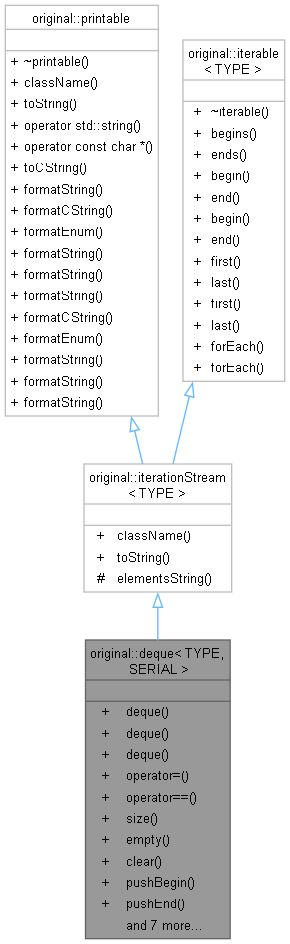 original::printable
+ ~printable()
+ className()
+ toString()
+ operator std::string()
+ operator const char *()
+ toCString()
+ formatString()
+ formatCString()
+ formatEnum()
+ formatString()
+ formatString()
+ formatString()
+ formatCString()
+ formatEnum()
+ formatString()
+ formatString()
+ formatString()
original::iterable
< TYPE >
+ ~iterable()
+ begins()
+ ends()
+ begin()
+ end()
+ begin()
+ end()
+ first()
+ last()
+ first()
+ last()
+ forEach()
+ forEach()
original::iterationStream
< TYPE >
+ className()
+ toString()
# elementsString()
original::deque< TYPE,
SERIAL >
+ deque()
+ deque()
+ deque()
+ operator=()
+ operator==()
+ size()
+ empty()
+ clear()
+ pushBegin()
+ pushEnd()
and 7 more...